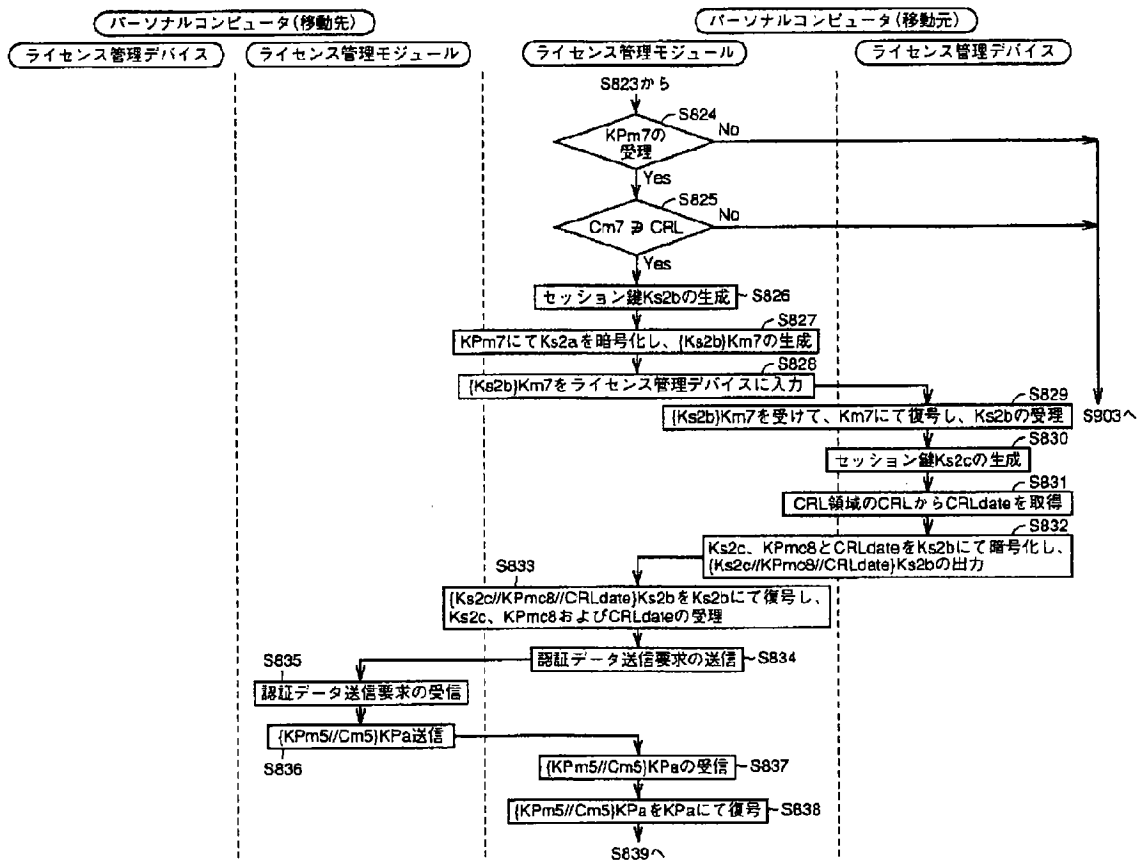 パーソナルコンピュータ(移動先)
パーソナルコンピュータ(移動元)
ライセンス管理デバイス
ライセンス管理モジュール
ライセンス管理モジュール
ライセンス管理デバイス
S823から
S824
KPm7の
受理
No
Yes
S825
Cm7 ∌ CRL
No
Yes
セッション鍵Ks2bの生成
S826
S827
KPm7にてKs2aを暗号化し、{Ks2b}Km7の生成
S828
{Ks2b}Km7をライセンス管理デバイスに入力
S829
{Ks2b}Km7を受けて、Km7にて復号し、Ks2bの受理
S903へ
S830
セッション鍵Ks2cの生成
S831
CRL領域のCRLからCRLdateを取得
S832
Ks2c、KPmc8とCRLdateをKs2bにて暗号化し、
{Ks2c//KPmc8//CRLdate}Ks2bの出力
S833
{Ks2c//KPmc8//CRLdate}Ks2bをKs2bにて復号し、
Ks2c、KPmc8およびCRLdateの受理
認証データ送信要求の送信
S834
S835
認証データ送信要求の受信
{KPm5//Cm5}KPa送信
S836
{KPm5//Cm5}KPaの受信
S837
{KPm5//Cm5}KPaをKPaにて復号
S838
S839へ